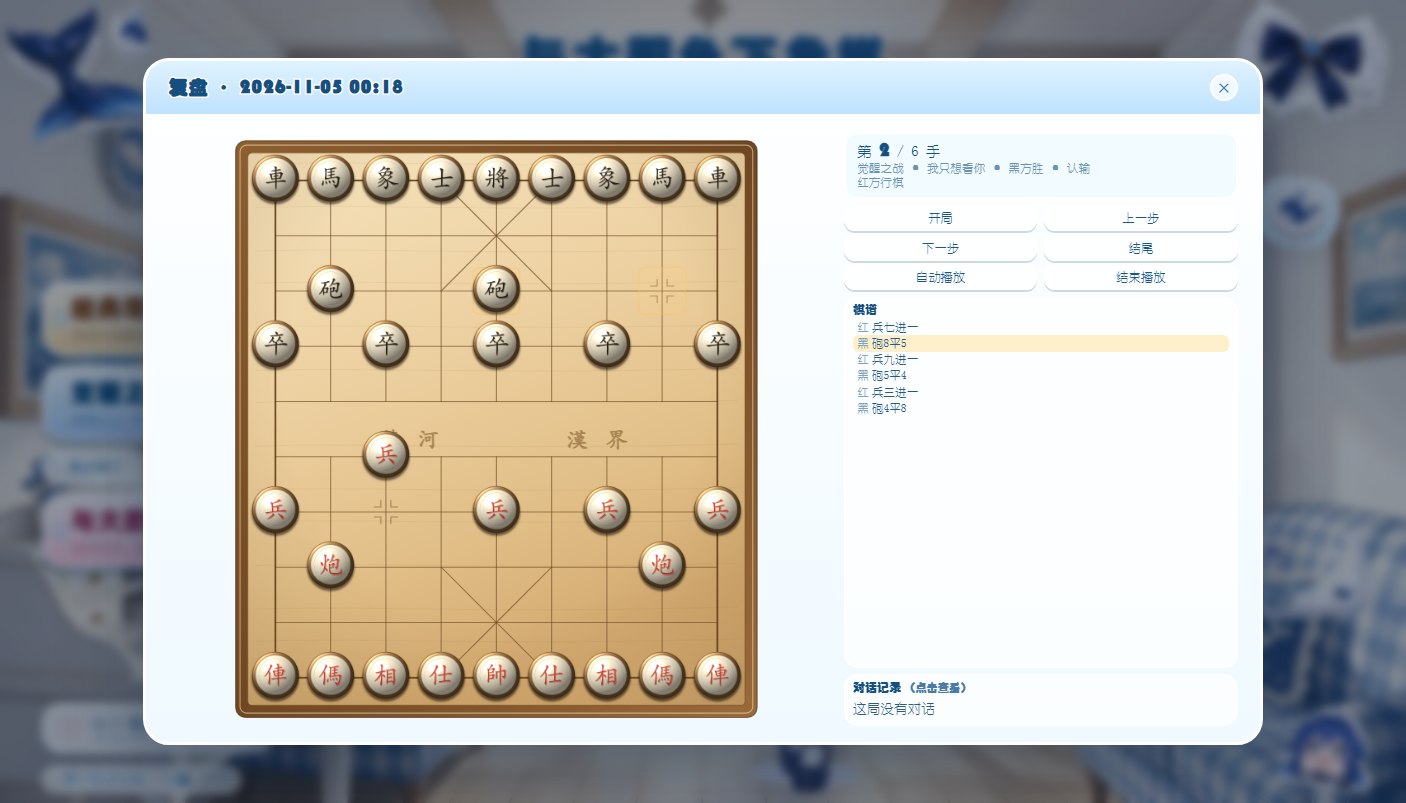 复盘 · 2026-11-05 00:18
車 馬 象 士 將 士 象 馬 車
砲 砲
卒 卒 卒 卒 卒
河 漢 界
兵
兵 兵 兵 兵
炮 炮
俥 傌 相 仕 帥 仕 相 傌 俥
第 2 / 6 手
觉醒之战 • 我只想看你 • 黑方胜 • 认输
红方行棋
开局 上一步
下一步 结尾
自动播放 结束播放
棋谱
红 兵七进一
黑 砲8平5
红 兵九进一
黑 砲5平4
红 兵三进一
黑 砲4平8
对话记录（点击查看）
这局没有对话